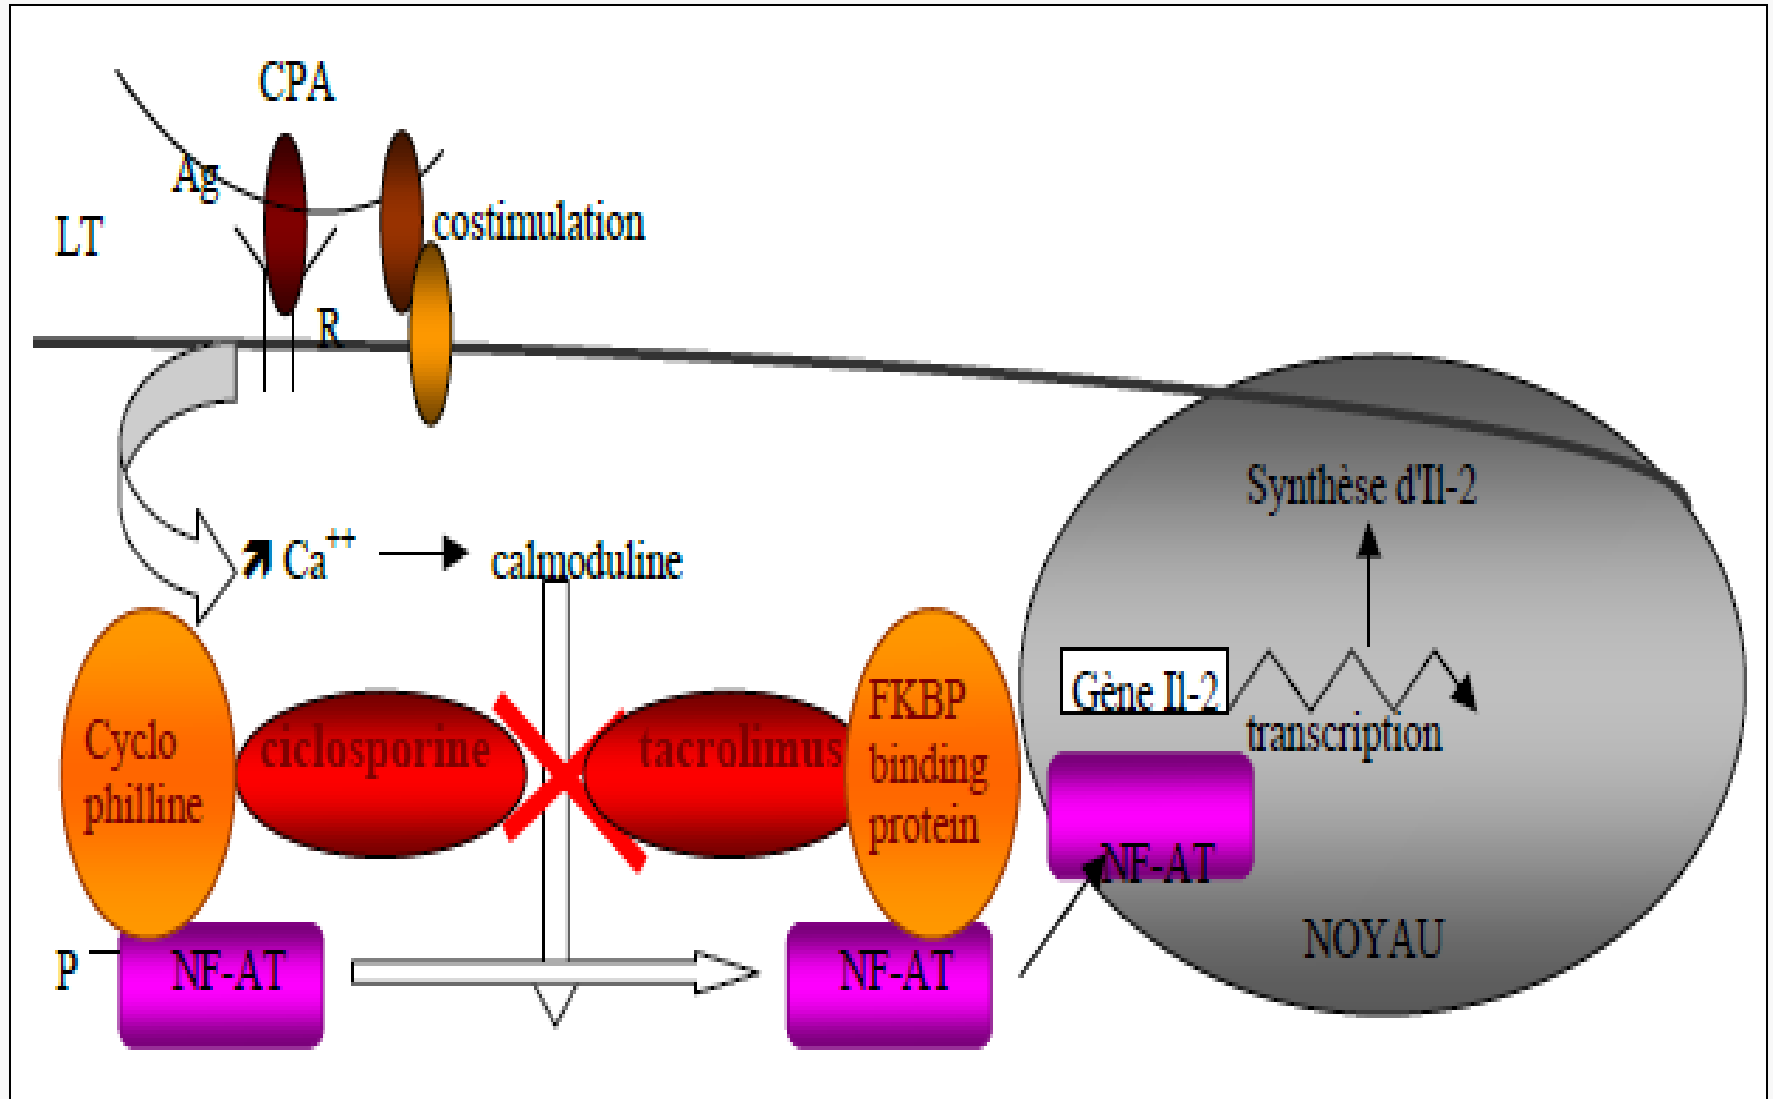 CPA
Ag
LT
costimulation
R
Synthèse d'Il-2
Ca++
calmoduline
Gène Il-2
transcription
Cyclo
philline
ciclosporine
tacrolimus
FKBP
binding
protein
NF-AT
NOYAU
P
NF-AT
NF-AT